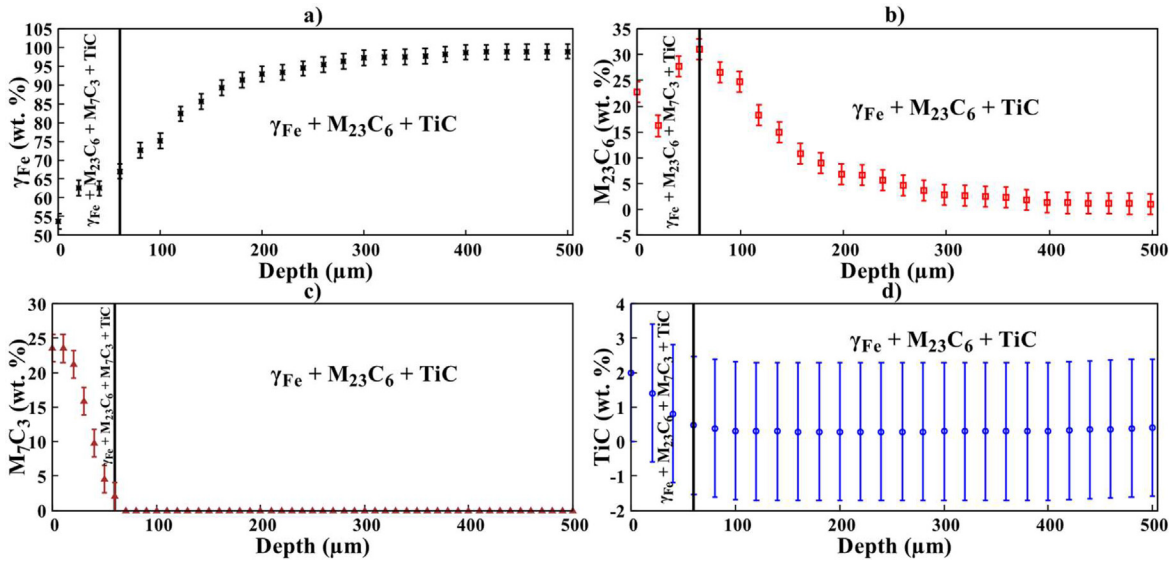 a)
γFe (wt. %)
105
100
95
90
85
80
75
70
65
60
55
50
γFe + M23C6 + M7C3 + TiC
γFe + M23C6 + TiC
0 100 200 300 400 500
Depth (µm)
b)
M23C6 (wt. %)
35
30
25
20
15
10
5
0
-5
γFe + M23C6 + M7C3 + TiC
γFe + M23C6 + TiC
0 100 200 300 400 500
Depth (µm)
c)
M7C3 (wt. %)
30
25
20
15
10
5
0
γFe + M23C6 + M7C3 + TiC
γFe + M23C6 + TiC
0 100 200 300 400 500
Depth (µm)
d)
TiC (wt. %)
4
3
2
1
0
-1
-2
γFe + M23C6 + M7C3 + TiC
γFe + M23C6 + TiC
0 100 200 300 400 500
Depth (µm)